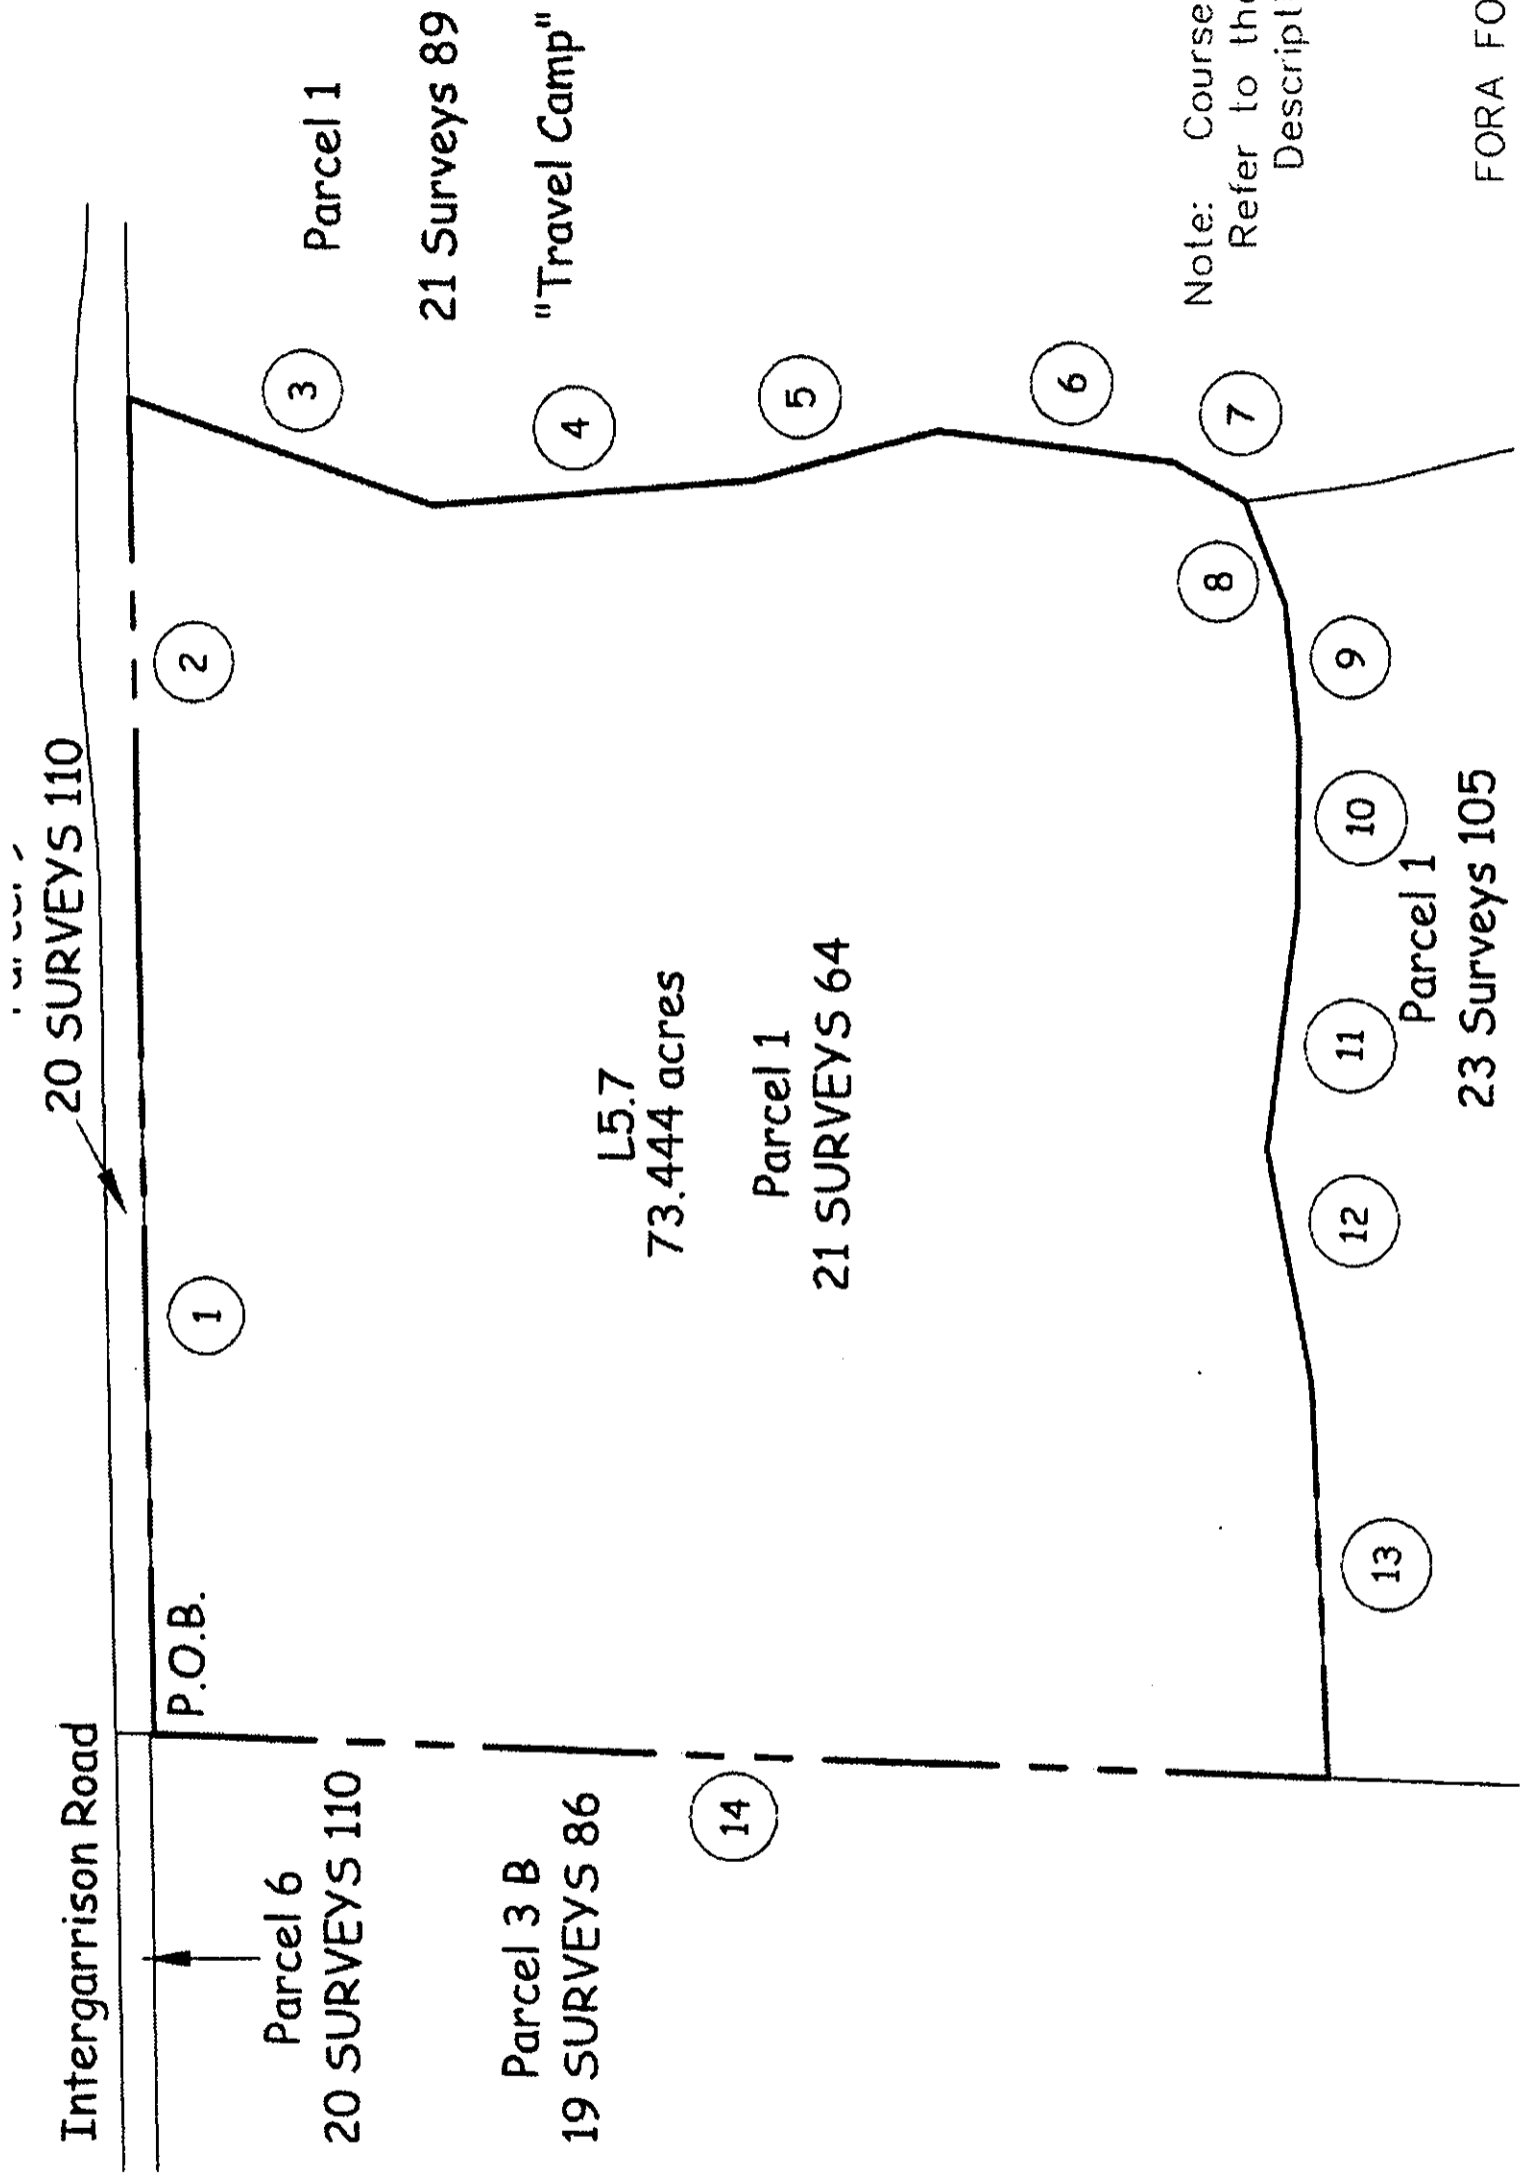 20 SURVEYS 110
Intergarrison Road
P.O.B.
1
2
3
4
5
6
7
8
9
10
11
12
13
14
Parcel 6
20 SURVEYS 110
Parcel 3 B
19 SURVEYS 86
L5.7
73.444 acres
Parcel 1
21 SURVEYS 64
Parcel 1
21 Surveys 89
"Travel Camp"
Parcel 1
23 Surveys 105
Note: Course
Refer to the
Descript
FORA FO